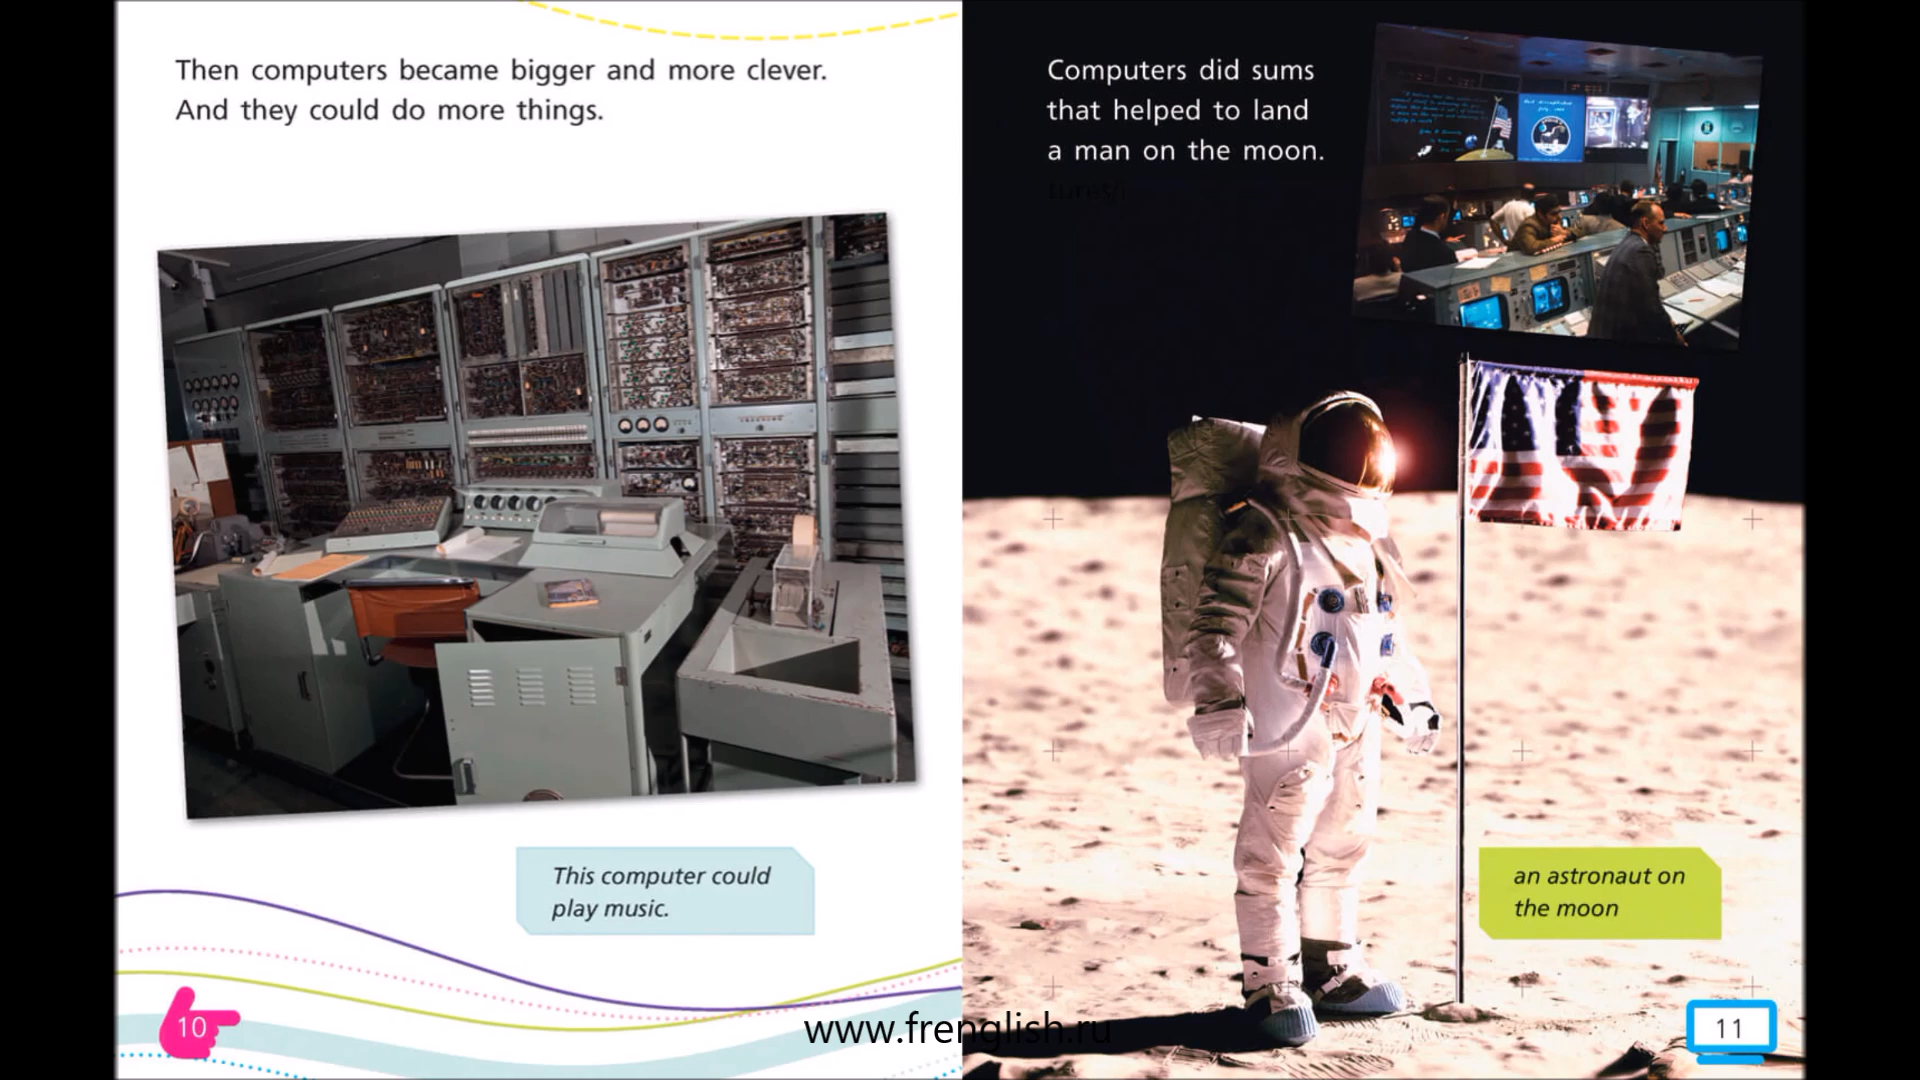 Then computers became bigger and more clever.
And they could do more things.
This computer could
play music.
10
Computers did sums
that helped to land
a man on the moon.
an astronaut on
the moon
11
www.frenglish.ru